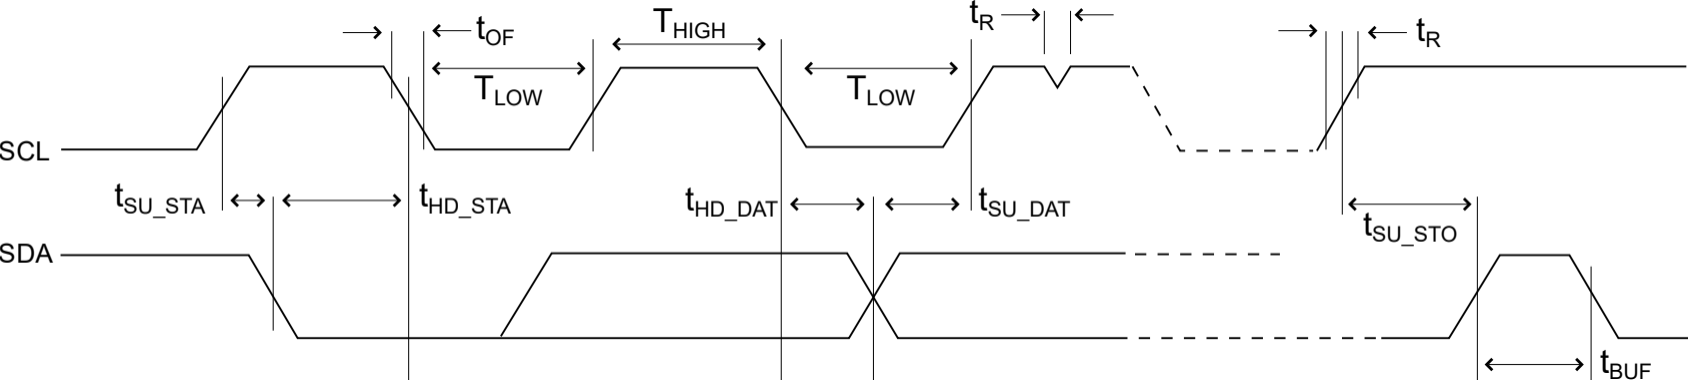 tR
THIGH
tOF
tR
TLOW
TLOW
SCL
tSU_STA
tHD_STA
tHD_DAT
tSU_DAT
tSU_STO
SDA
tBUF